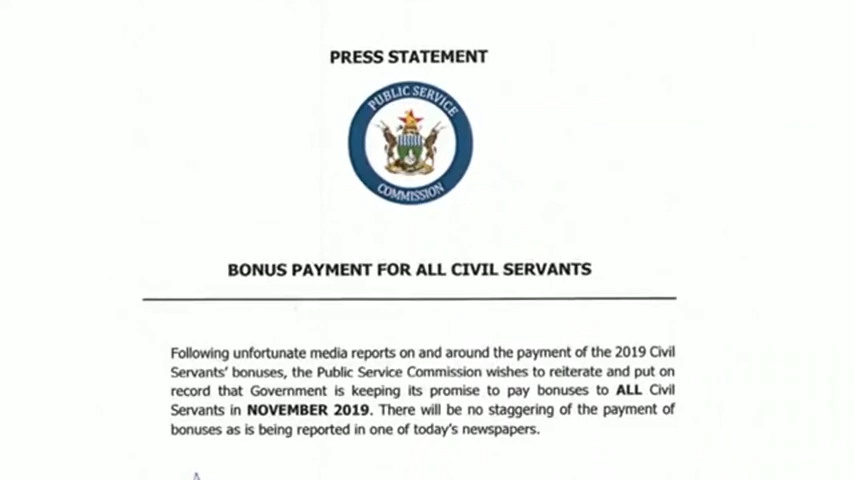 PRESS STATEMENT
PUBLIC SERVICE
COMMISSION
BONUS PAYMENT FOR ALL CIVIL SERVANTS
Following unfortunate media reports on and around the payment of the 2019 Civil
Servants' bonuses, the Public Service Commission wishes to reiterate and put on
record that Government is keeping its promise to pay bonuses to ALL Civil
Servants in NOVEMBER 2019. There will be no staggering of the payment of
bonuses as is being reported in one of today's newspapers.